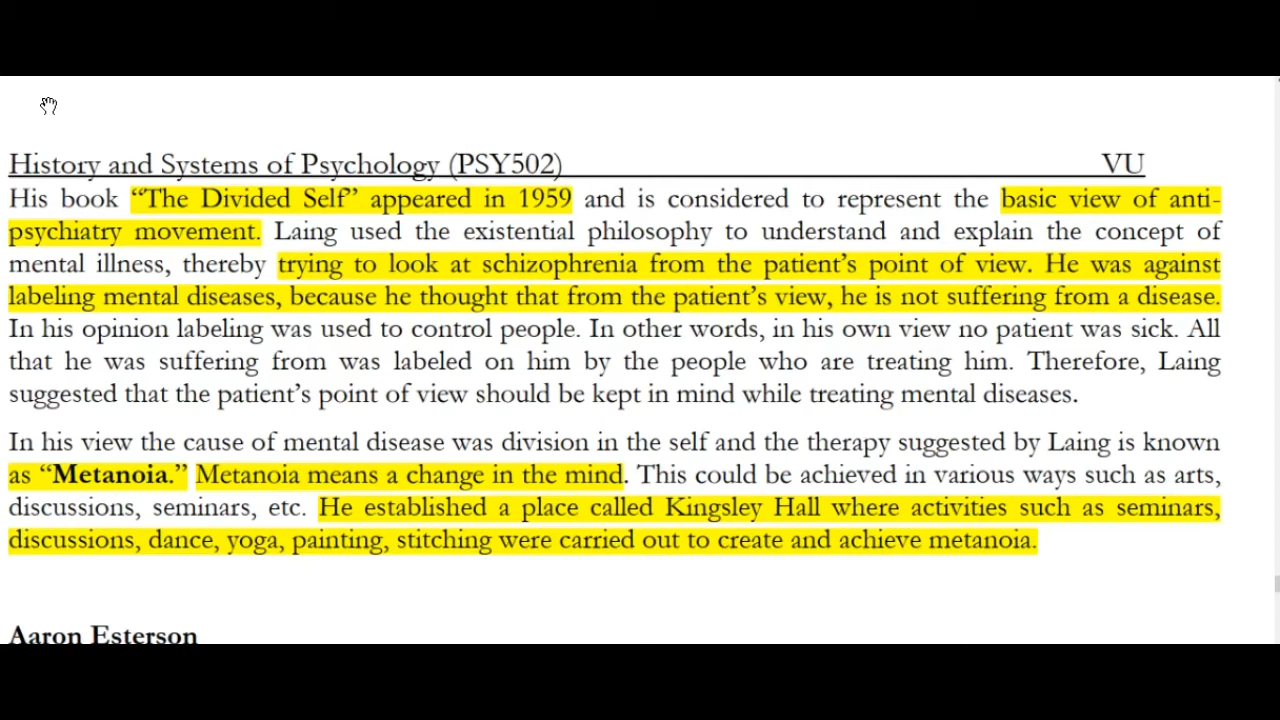 History and Systems of Psychology (PSY502) VU
His book “The Divided Self” appeared in 1959 and is considered to represent the basic view of anti-
psychiatry movement. Laing used the existential philosophy to understand and explain the concept of
mental illness, thereby trying to look at schizophrenia from the patient’s point of view. He was against
labeling mental diseases, because he thought that from the patient’s view, he is not suffering from a disease.
In his opinion labeling was used to control people. In other words, in his own view no patient was sick. All
that he was suffering from was labeled on him by the people who are treating him. Therefore, Laing
suggested that the patient’s point of view should be kept in mind while treating mental diseases.
In his view the cause of mental disease was division in the self and the therapy suggested by Laing is known
as “Metanoia.” Metanoia means a change in the mind. This could be achieved in various ways such as arts,
discussions, seminars, etc. He established a place called Kingsley Hall where activities such as seminars,
discussions, dance, yoga, painting, stitching were carried out to create and achieve metanoia.
Aaron Esterson